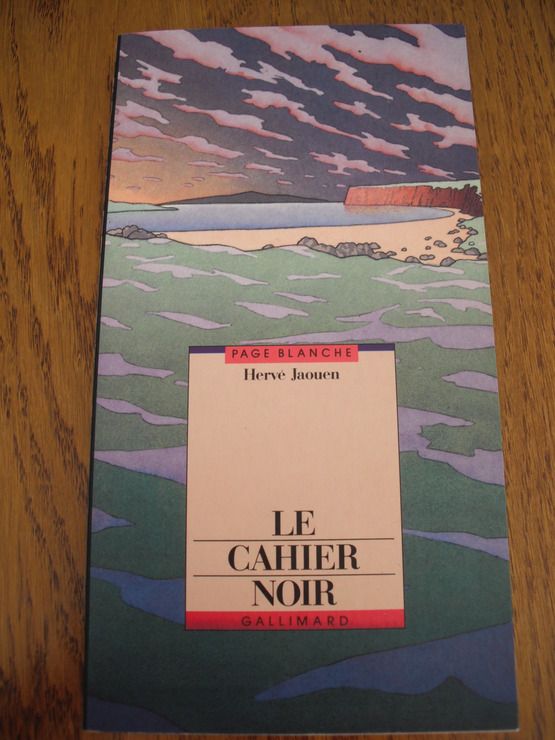 PAGE BLANCHE
Hervé Jaouen
LE
CAHIER
NOIR
GALLIMARD